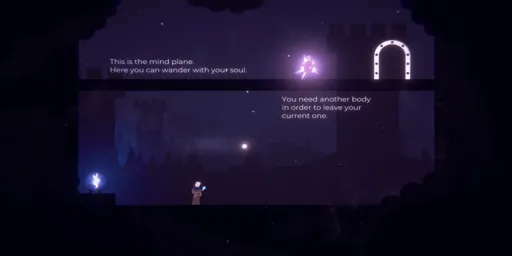 This is the mind plane.
Here you can wander with your soul.
You need another body
in order to leave your
current one.